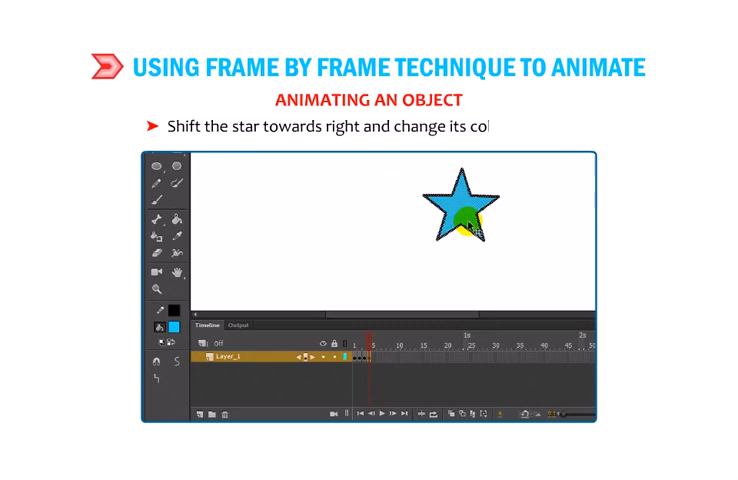 USING FRAME BY FRAME TECHNIQUE TO ANIMATE
ANIMATING AN OBJECT
Shift the star towards right and change its col
Timeline Output
1s 2s
Off 1 5 10 15 20 25 30 35 40 45 50
Layer_1